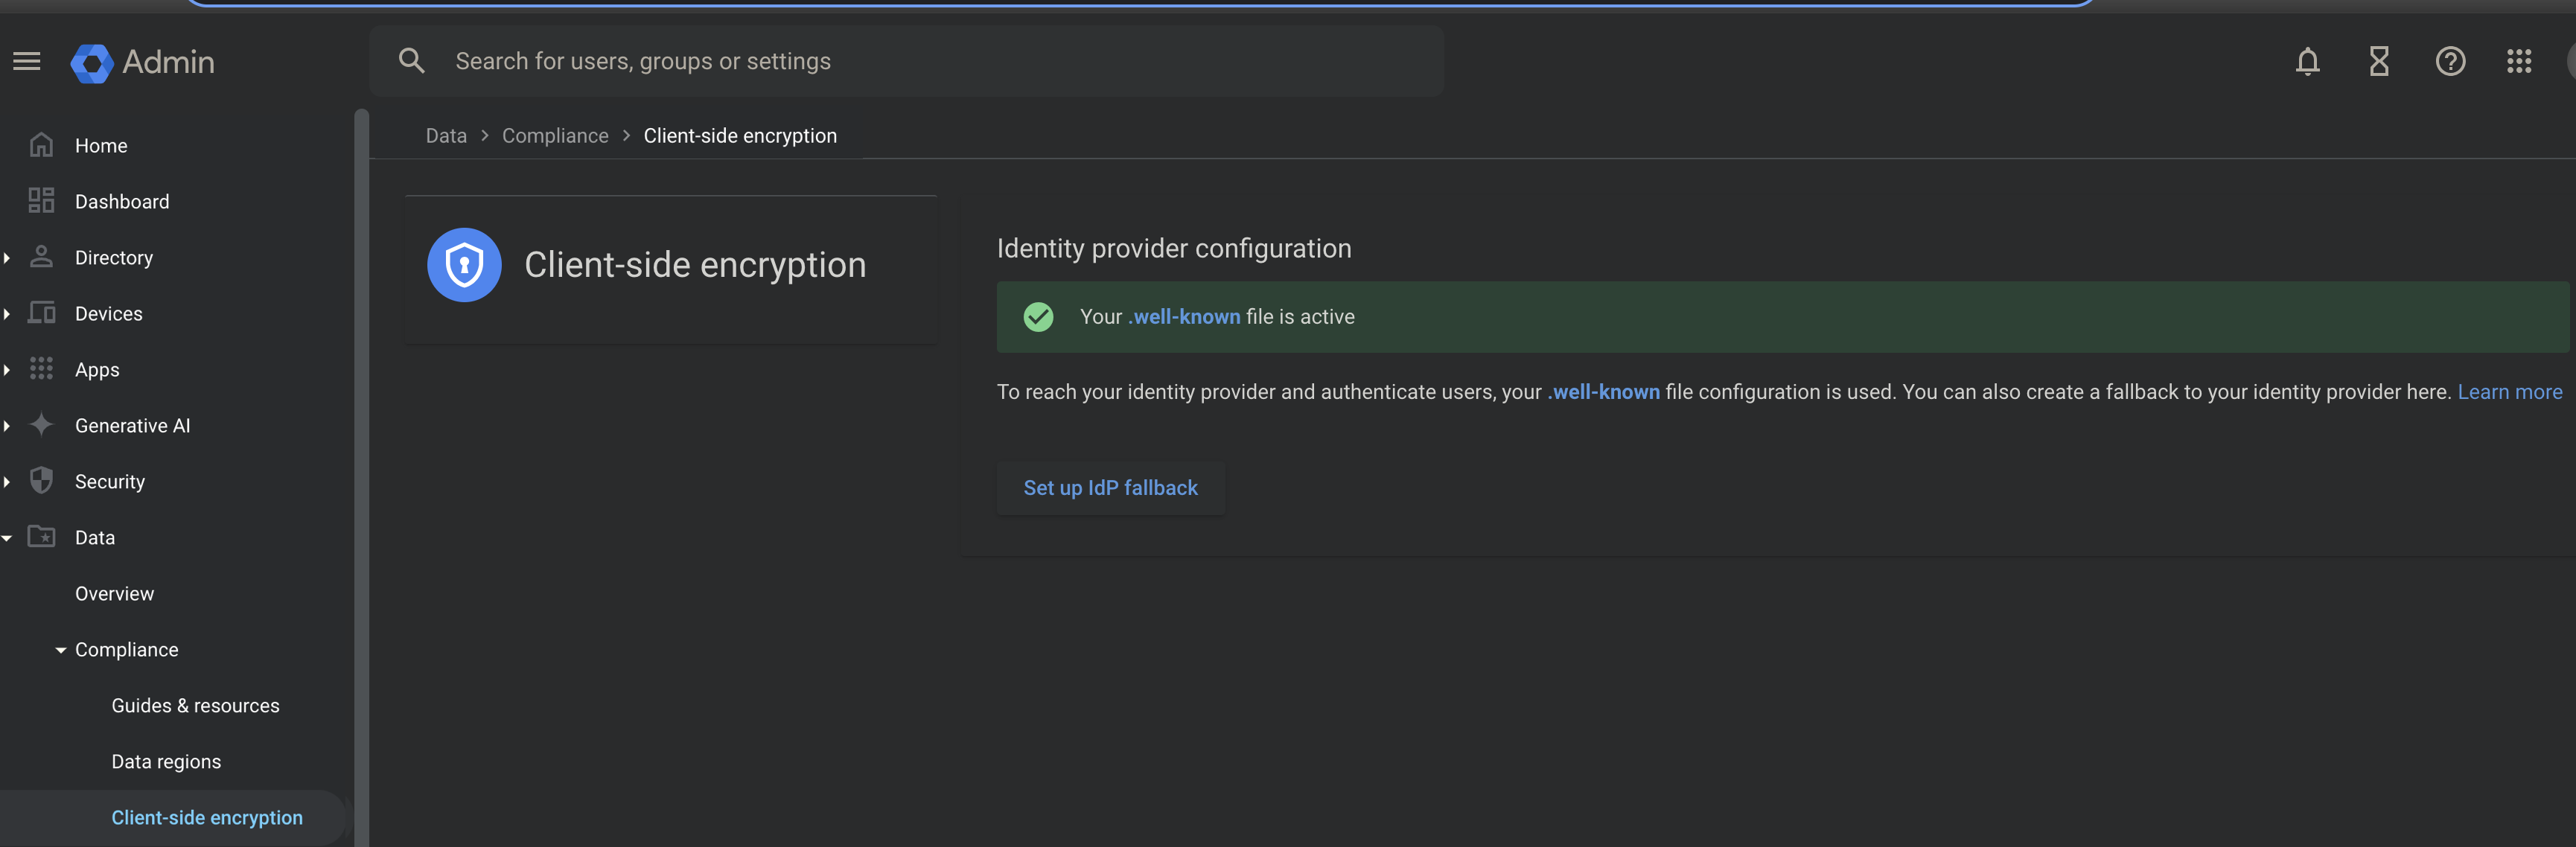 Admin
Search for users, groups or settings
Home
Dashboard
Directory
Devices
Apps
Generative AI
Security
Data
Overview
Compliance
Guides & resources
Data regions
Client-side encryption
Data > Compliance > Client-side encryption
Client-side encryption
Identity provider configuration
Your .well-known file is active
To reach your identity provider and authenticate users, your .well-known file configuration is used. You can also create a fallback to your identity provider here. Learn more
Set up IdP fallback